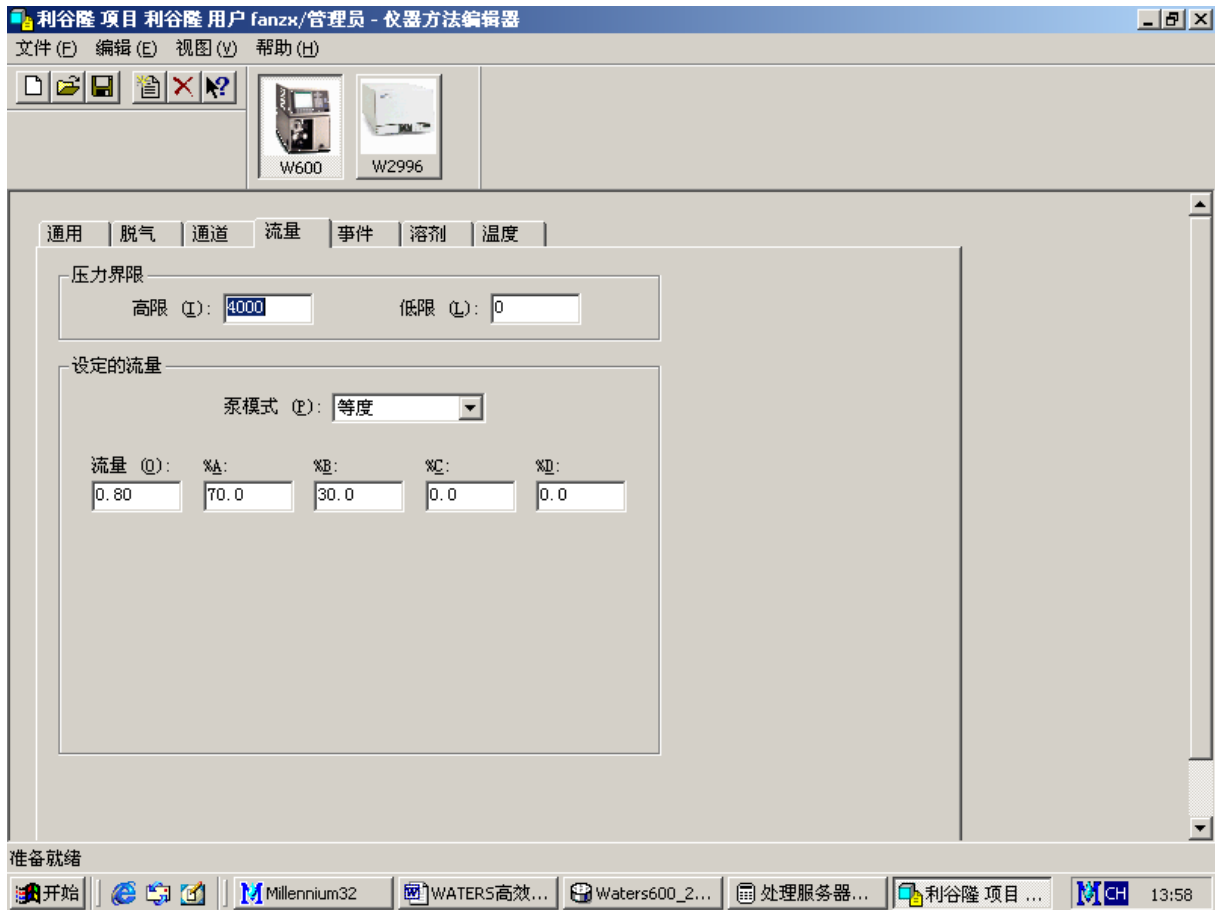 利谷隆 项目 利谷隆 用户 fanzx/管理员 - 仪器方法编辑器
文件(F) 编辑(E) 视图(V) 帮助(H)
W600 W2996
通用 脱气 通道 流量 事件 溶剂 温度
压力界限
高限 (I): 4000 低限 (L): 0
设定的流量
泵模式 (P): 等度
流量 (O): %A: %B: %C: %D:
0.80 70.0 30.0 0.0 0.0
准备就绪
开始 Millennium32 WATERS高效... Waters600_2... 处理服务器... 利谷隆 项目 ... CH 13:58